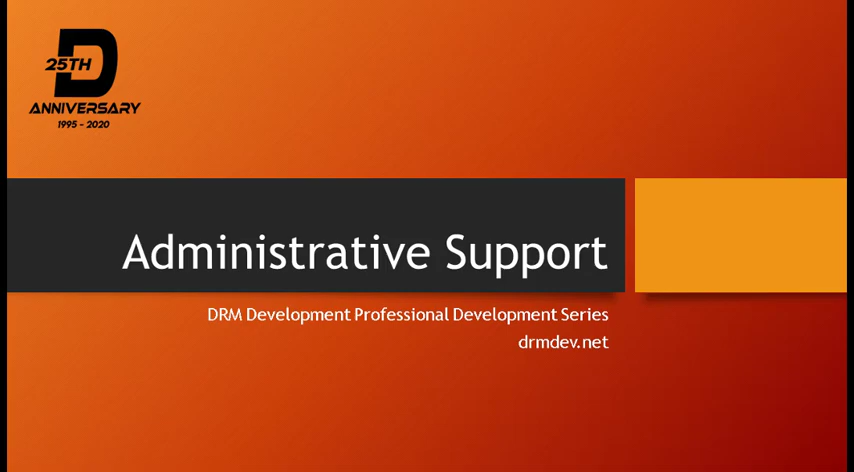 D
25TH
ANNIVERSARY
1995 - 2020
Administrative Support
DRM Development Professional Development Series
drmdev.net